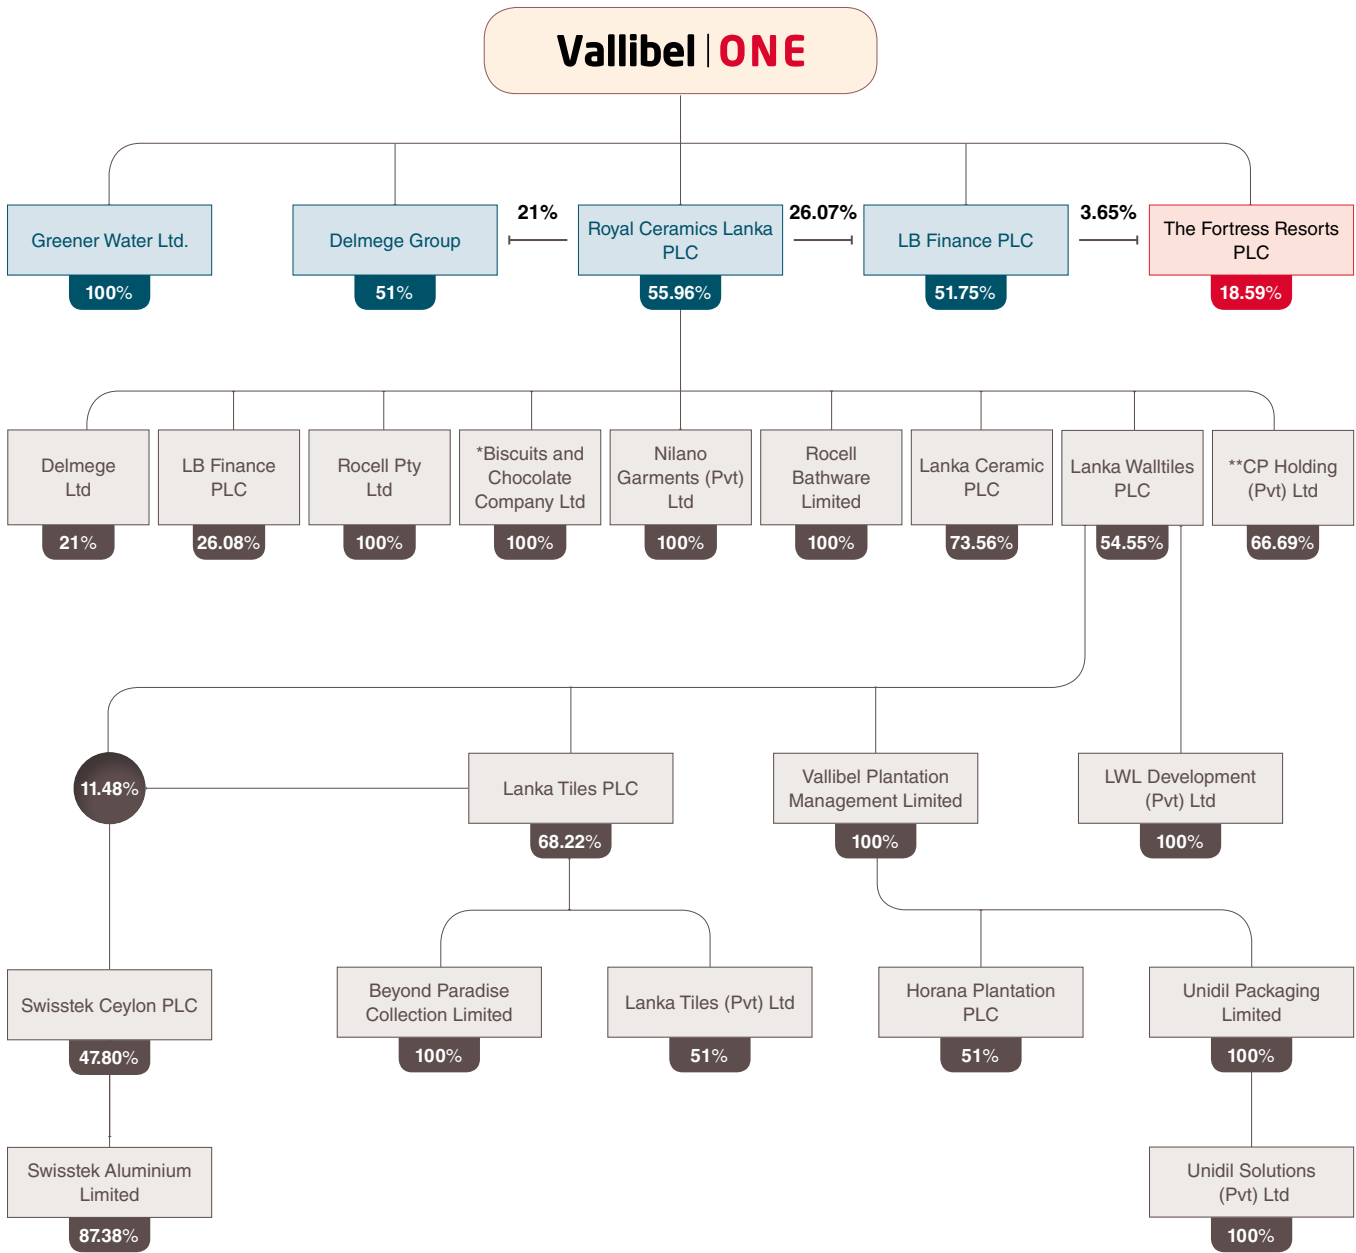 Vallibel | ONE
21%
26.07%
3.65%
Greener Water Ltd.
100%
Delmege Group
51%
Royal Ceramics Lanka
PLC
55.96%
LB Finance PLC
51.75%
The Fortress Resorts
PLC
18.59%
Delmege
Ltd
21%
LB Finance
PLC
26.08%
Rocell Pty
Ltd
100%
*Biscuits and
Chocolate
Company Ltd
100%
Nilano
Garments (Pvt)
Ltd
100%
Rocell
Bathware
Limited
100%
Lanka Ceramic
PLC
73.56%
Lanka Walltiles
PLC
54.55%
**CP Holding
(Pvt) Ltd
66.69%
11.48%
Lanka Tiles PLC
68.22%
Vallibel Plantation
Management Limited
100%
LWL Development
(Pvt) Ltd
100%
Swisstek Ceylon PLC
47.80%
Beyond Paradise
Collection Limited
100%
Lanka Tiles (Pvt) Ltd
51%
Horana Plantation
PLC
51%
Unidil Packaging
Limited
100%
Swisstek Aluminium
Limited
87.38%
Unidil Solutions
(Pvt) Ltd
100%